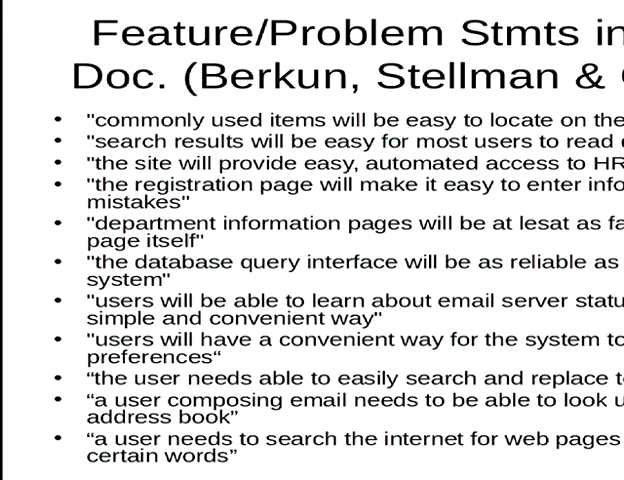 Feature/Problem Stmts in
Doc. (Berkun, Stellman &
• "commonly used items will be easy to locate on the
• "search results will be easy for most users to read
• "the site will provide easy, automated access to HR
• "the registration page will make it easy to enter info
mistakes"
• "department information pages will be at lesat as fa
page itself"
• "the database query interface will be as reliable as
system"
• "users will be able to learn about email server statu
simple and convenient way"
• "users will have a convenient way for the system to
preferences“
• “the user needs able to easily search and replace
• “a user composing email needs to be able to look u
address book”
• “a user needs to search the internet for web pages
certain words”